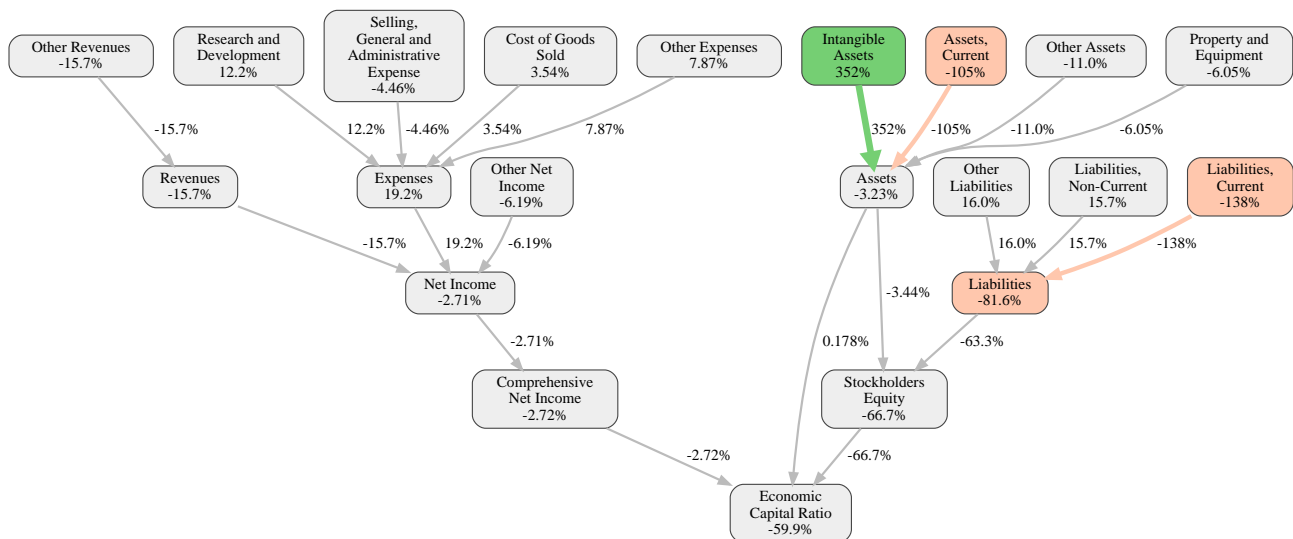 Other Revenues
-15.7%
Research and
Development
12.2%
Selling,
General and
Administrative
Expense
-4.46%
Cost of Goods
Sold
3.54%
Other Expenses
7.87%
Intangible
Assets
352%
Assets,
Current
-105%
Other Assets
-11.0%
Property and
Equipment
-6.05%
-15.7%
12.2%
-4.46%
3.54%
7.87%
352%
-105%
-11.0%
-6.05%
Revenues
-15.7%
Expenses
19.2%
Other Net
Income
-6.19%
Assets
-3.23%
Other
Liabilities
16.0%
Liabilities,
Non-Current
15.7%
Liabilities,
Current
-138%
-15.7%
19.2%
-6.19%
16.0%
15.7%
-138%
Net Income
-2.71%
-3.44%
Liabilities
-81.6%
-2.71%
0.178%
-63.3%
Comprehensive
Net Income
-2.72%
Stockholders
Equity
-66.7%
-2.72%
-66.7%
Economic
Capital Ratio
-59.9%